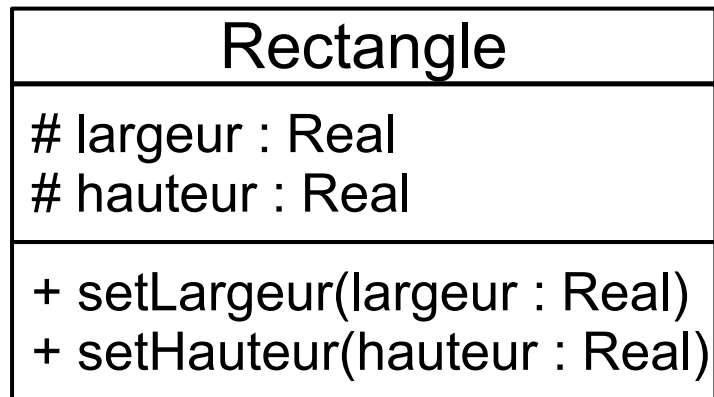 Rectangle
# largeur : Real
# hauteur : Real
+ setLargeur(largeur : Real)
+ setHauteur(hauteur : Real)